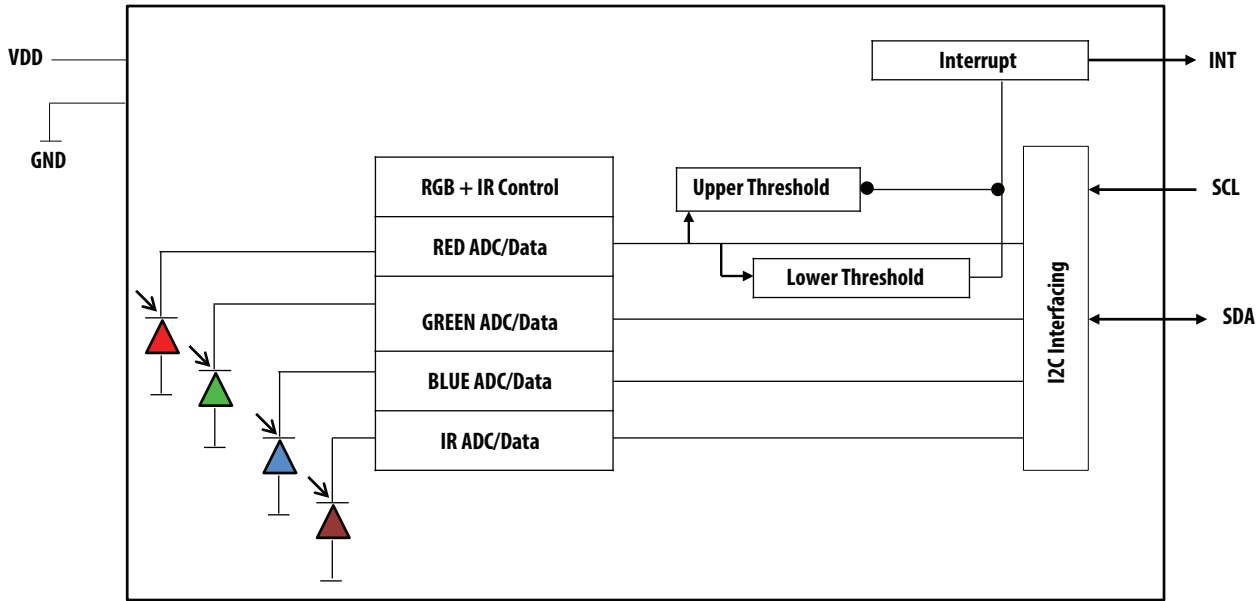 VDD
GND
Interrupt
INT
RGB + IR Control
Upper Threshold
SCL
RED ADC/Data
Lower Threshold
GREEN ADC/Data
SDA
I2C Interfacing
BLUE ADC/Data
IR ADC/Data